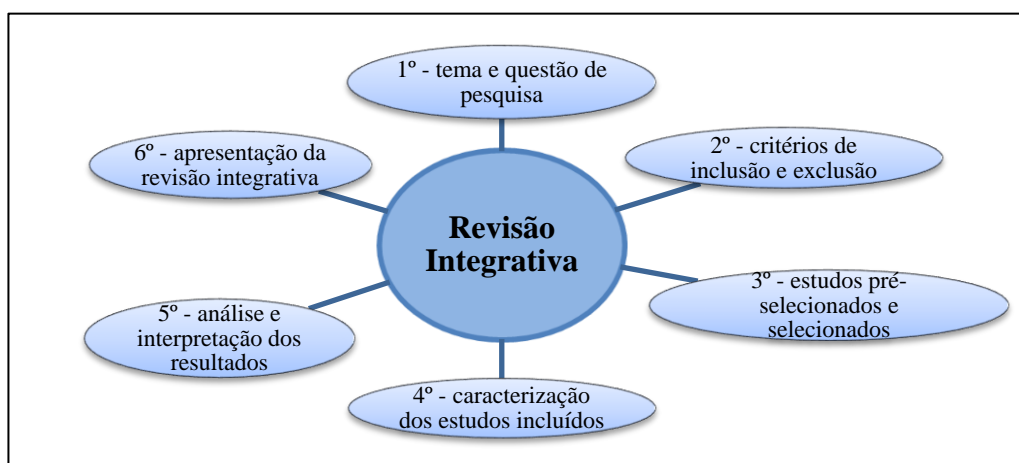 1º - tema e questão de
pesquisa
2º - critérios de
inclusão e exclusão
3º - estudos pré-
selecionados e
selecionados
4º - caracterização
dos estudos incluídos
5º - análise e
interpretação dos
resultados
6º - apresentação da
revisão integrativa
Revisão
Integrativa